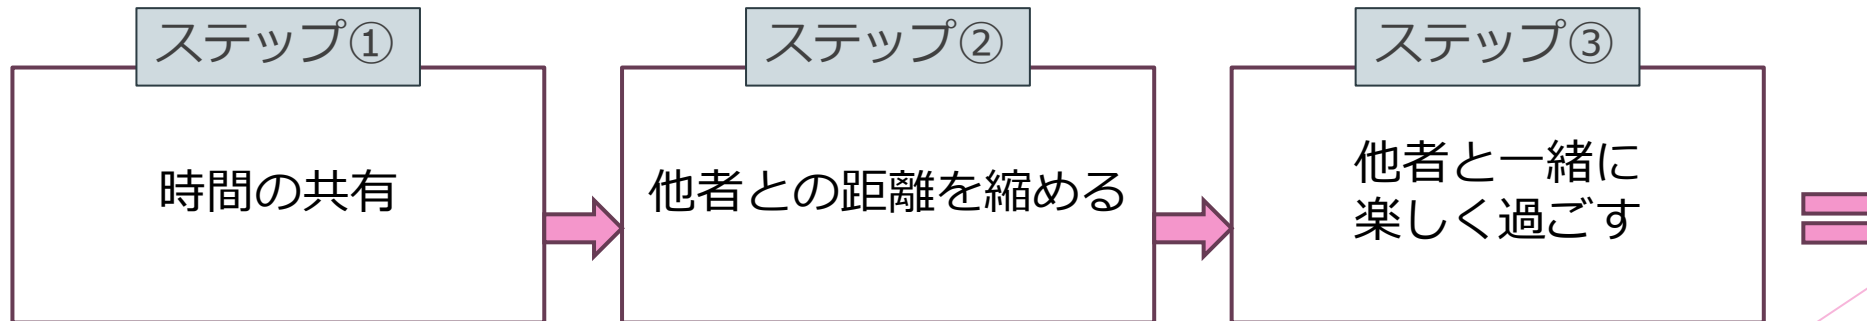 ステップ①
時間の共有
ステップ②
他者との距離を縮める
ステップ③
他者と一緒に
楽しく過ごす